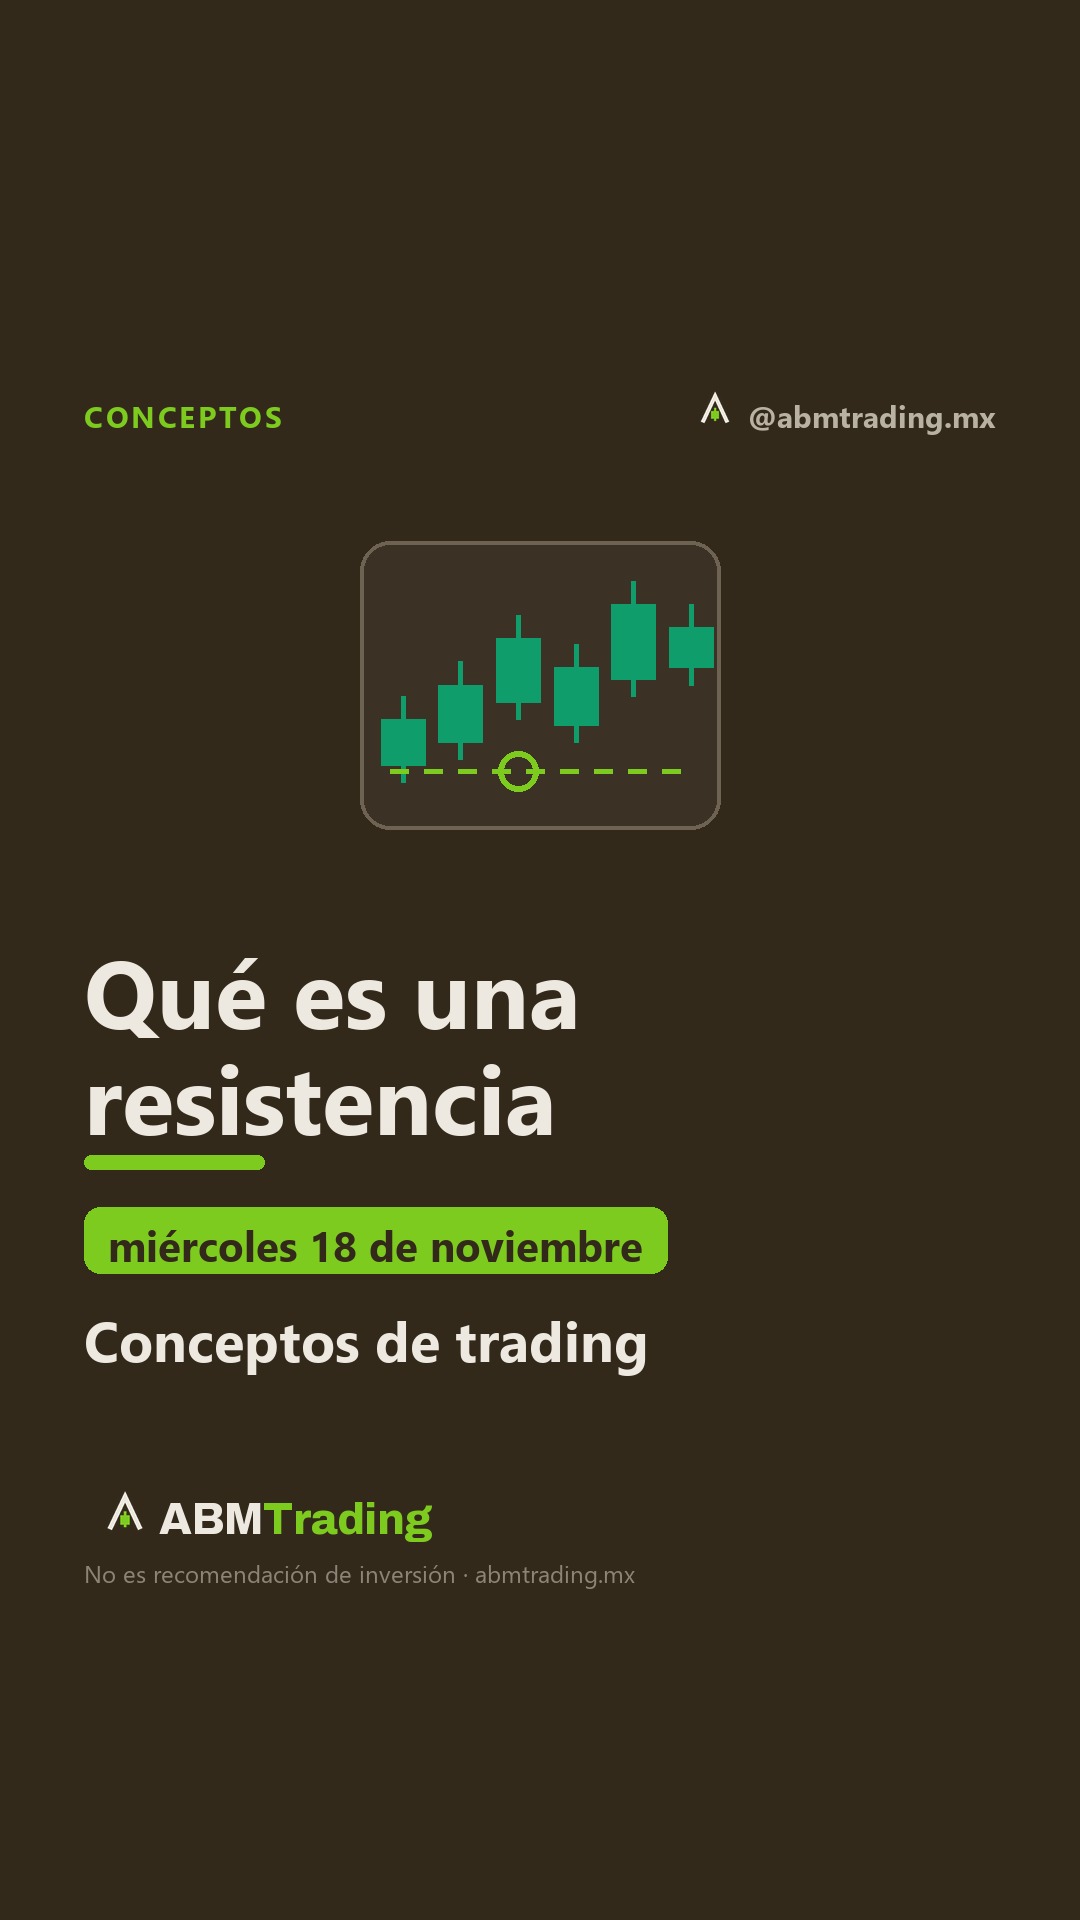 CONCEPTOS
@abmtrading.mx
Qué es una
resistencia
miércoles 18 de noviembre
Conceptos de trading
ABMTrading
No es recomendación de inversión · abmtrading.mx